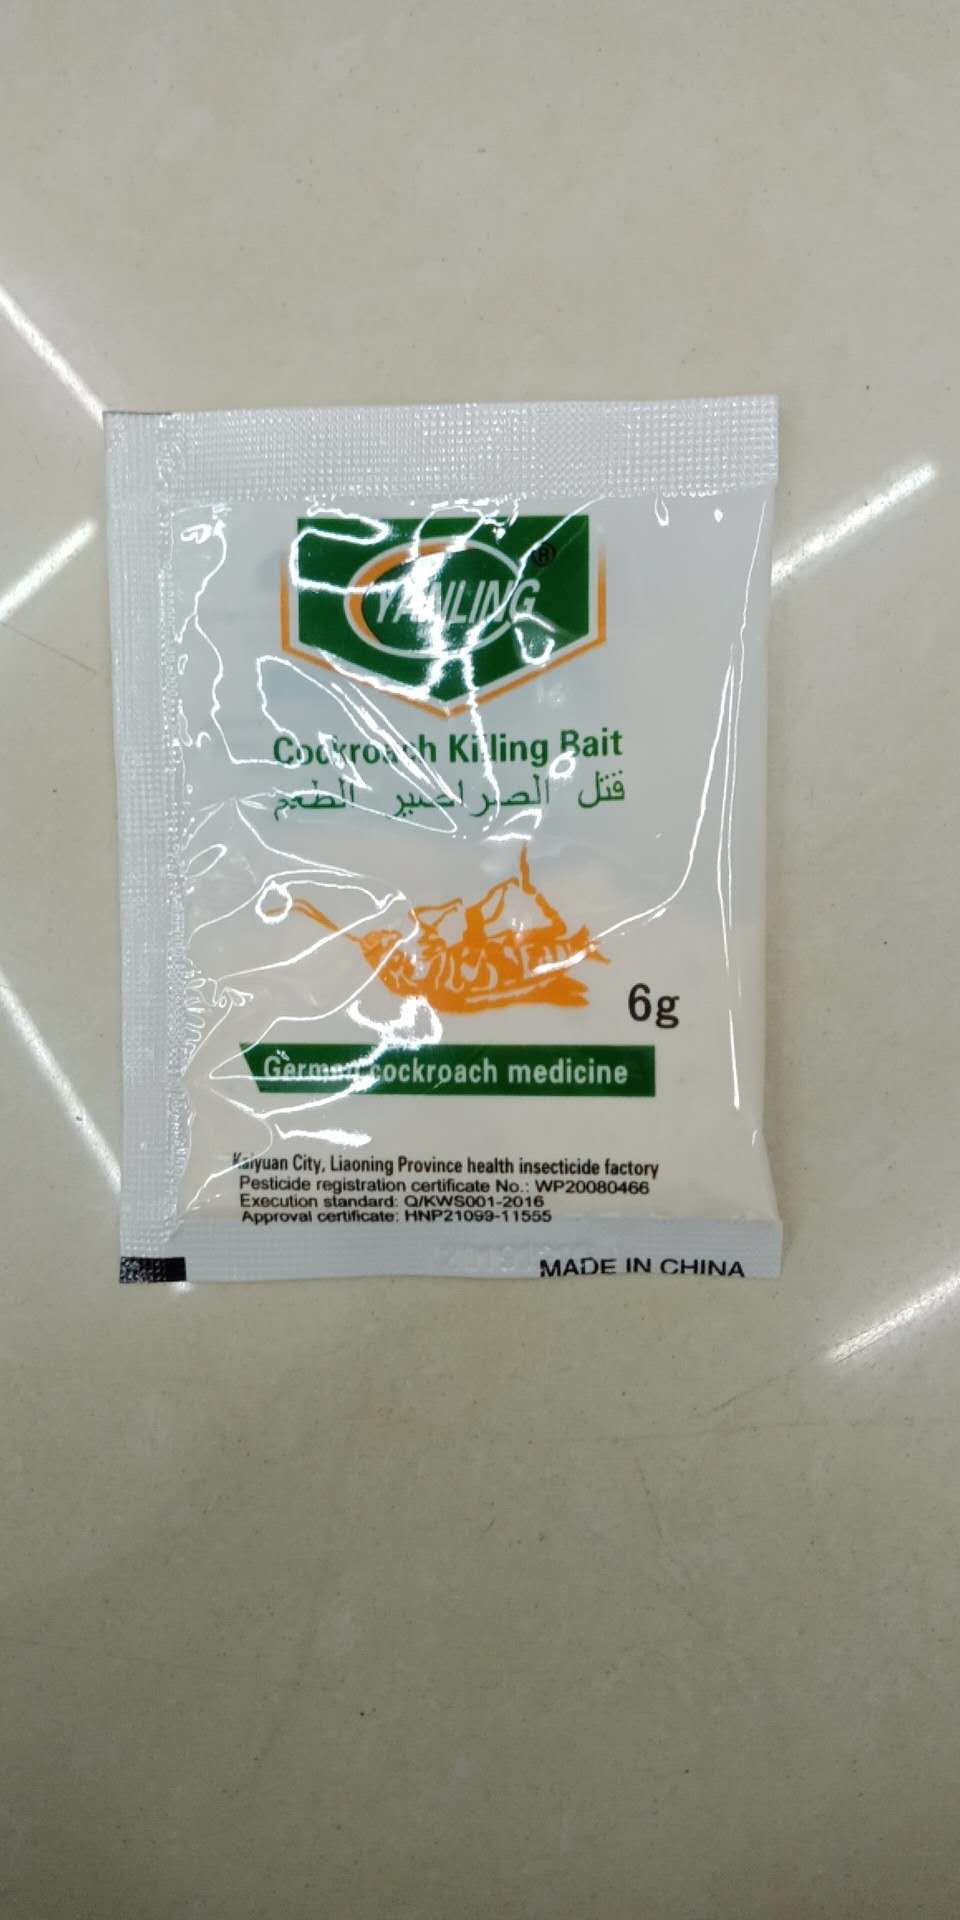 YANLING®
Cockroach Killing Bait
قتل الصراصير الطعم
6g
German cockroach medicine
Kaiyuan City, Liaoning Province health insecticide factory
Pesticide registration certificate No.: WP20080466
Execution standard: Q/KWS001-2016
Approval certificate: HNP21099-11555
MADE IN CHINA